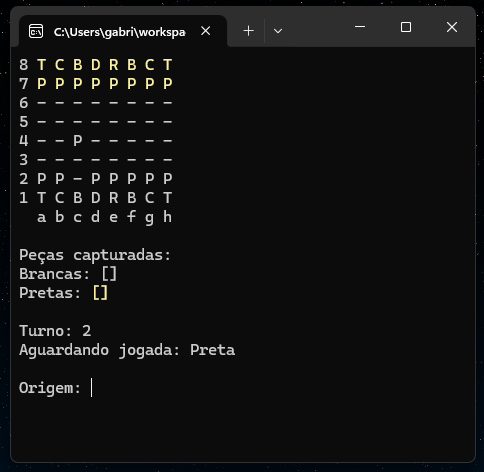 C:\Users\gabri\workspa
8 T C B D R B C T
7 P P P P P P P P
6 - - - - - - - -
5 - - - - - - - -
4 - - P - - - - -
3 - - - - - - - -
2 P P - P P P P P
1 T C B D R B C T
a b c d e f g h
Peças capturadas:
Brancas: []
Pretas: []
Turno: 2
Aguardando jogada: Preta
Origem: